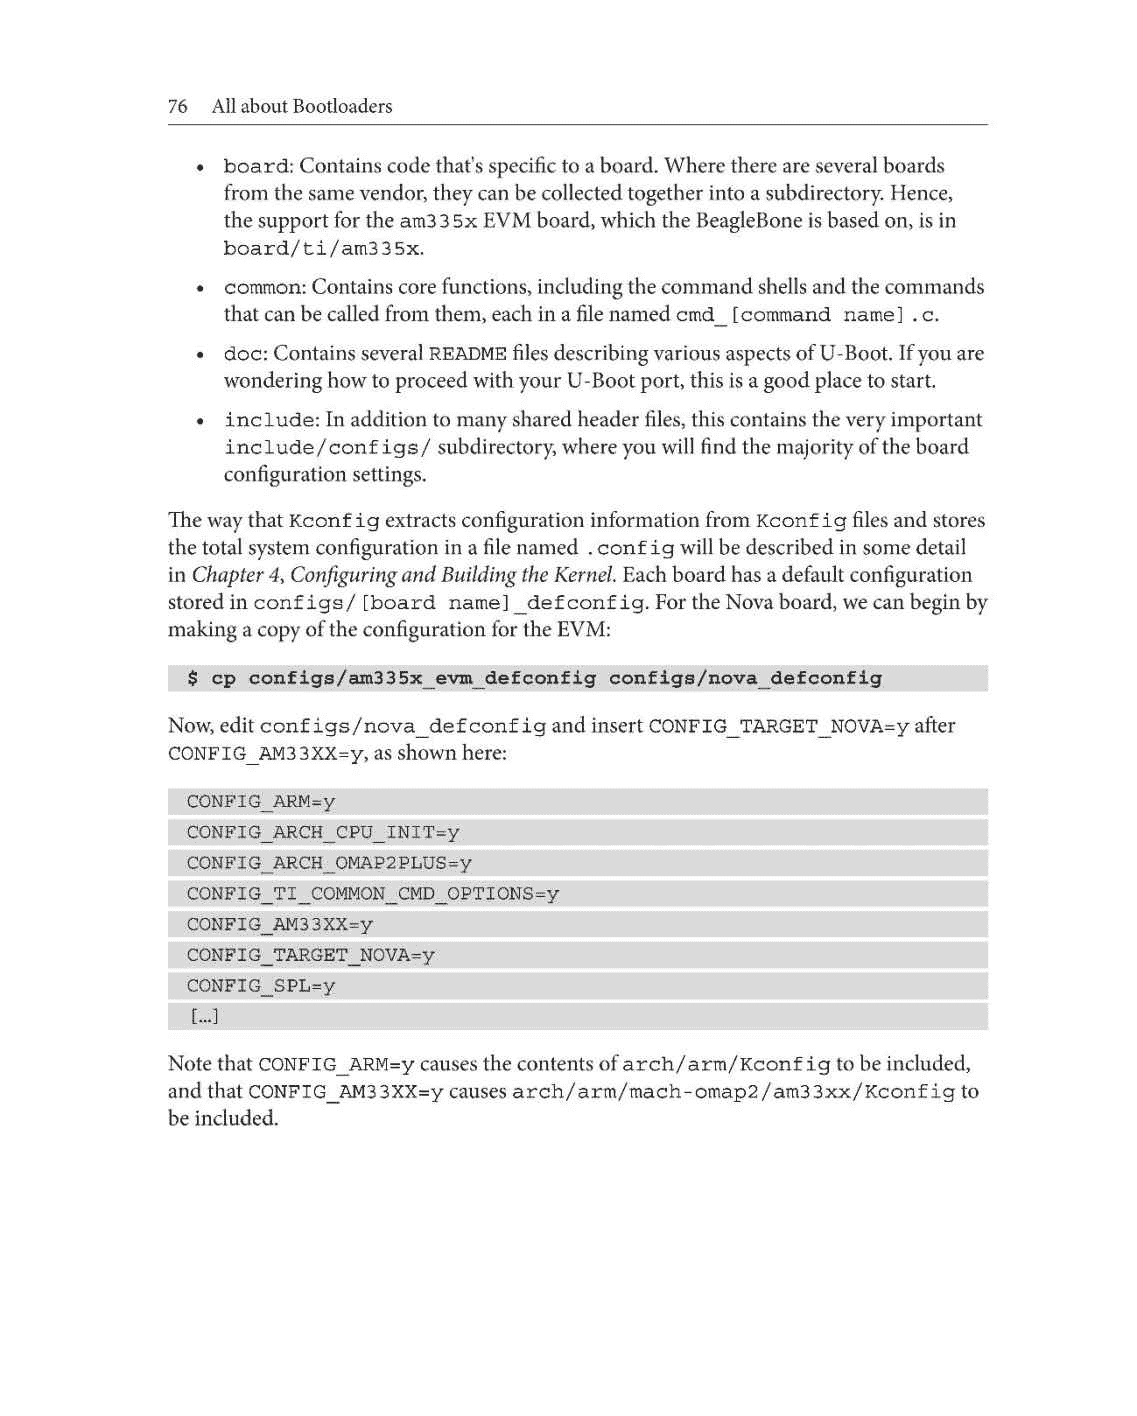 76 All about Bootloaders
• board: Contains code that's specific to a board. Where there are several boards
from the same vendor, they can be collected together into a subdirectory. Hence,
the support for the am335x EVM board, which the BeagleBone is based on, is in
board/ti/am335x.
• common: Contains core functions, including the command shells and the commands
that can be called from them, each in a file named cmd_[command name].c.
• doc: Contains several README files describing various aspects of U-Boot. If you are
wondering how to proceed with your U-Boot port, this is a good place to start.
• include: In addition to many shared header files, this contains the very important
include/configs/ subdirectory, where you will find the majority of the board
configuration settings.
The way that Kconfig extracts configuration information from Kconfig files and stores
the total system configuration in a file named .config will be described in some detail
in Chapter 4, Configuring and Building the Kernel. Each board has a default configuration
stored in configs/[board name]_defconfig. For the Nova board, we can begin by
making a copy of the configuration for the EVM:
$ cp configs/am335x_evm_defconfig configs/nova_defconfig
Now, edit configs/nova_defconfig and insert CONFIG_TARGET_NOVA=y after
CONFIG_AM33XX=y, as shown here:
CONFIG_ARM=y
CONFIG_ARCH_CPU_INIT=y
CONFIG_ARCH_OMAP2PLUS=y
CONFIG_TI_COMMON_CMD_OPTIONS=y
CONFIG_AM33XX=y
CONFIG_TARGET_NOVA=y
CONFIG_SPL=y
[…]
Note that CONFIG_ARM=y causes the contents of arch/arm/Kconfig to be included,
and that CONFIG_AM33XX=y causes arch/arm/mach-omap2/am33xx/Kconfig to
be included.